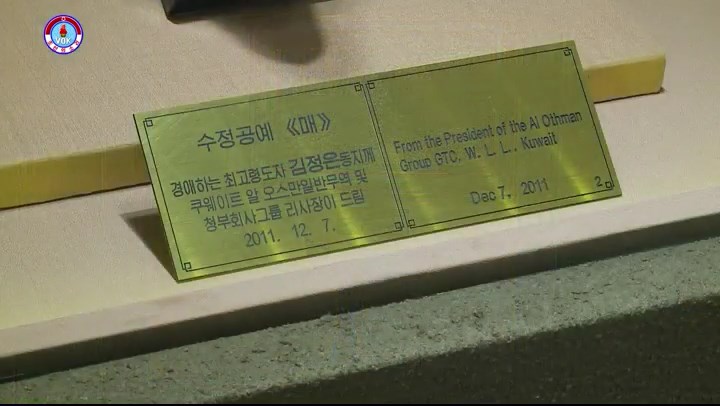 VOK
수정공예 《매》
경애하는 최고령도자 김정은동지께
쿠웨이트 알 오스만일반무역 및
청부회사그룹 리사장이 드림
2011. 12. 7.
From the President of the Al Othman
Group GTC. W. L. L. Kuwait
Dec 7, 2011
2